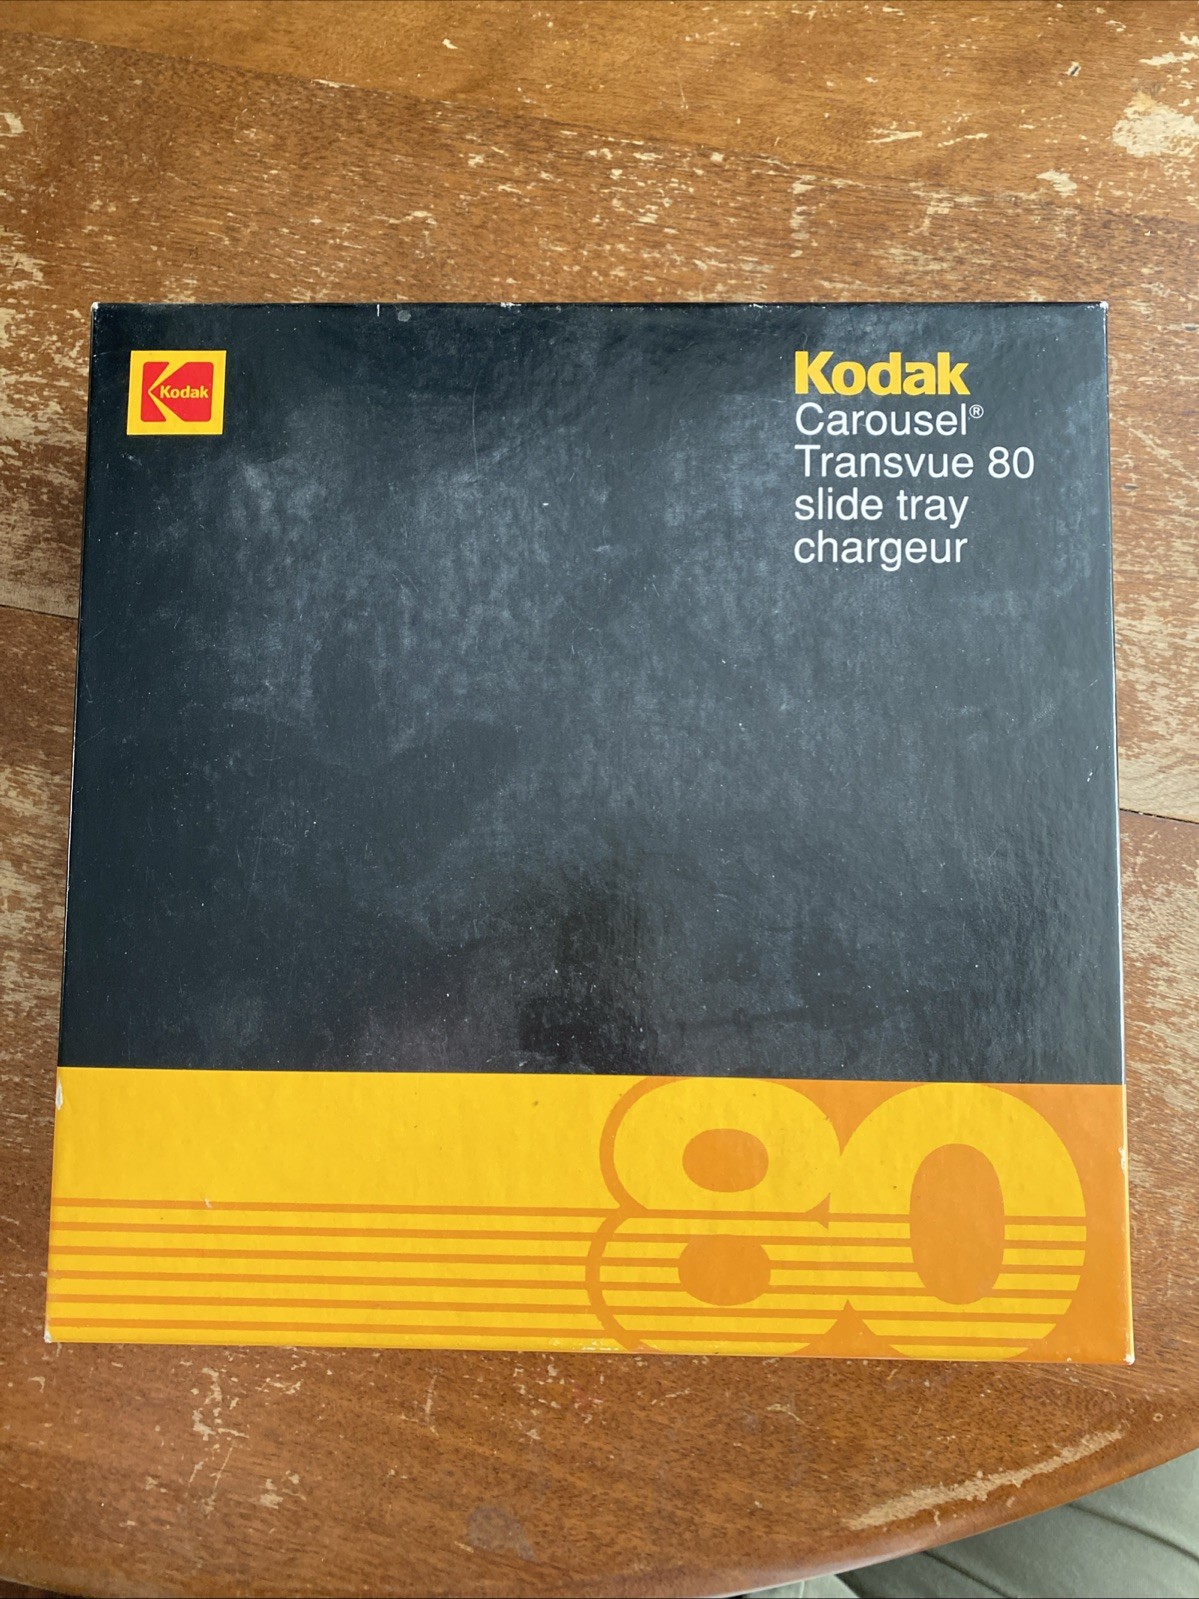 Kodak
Kodak
Carousel®
Transvue 80
slide tray
chargeur
80